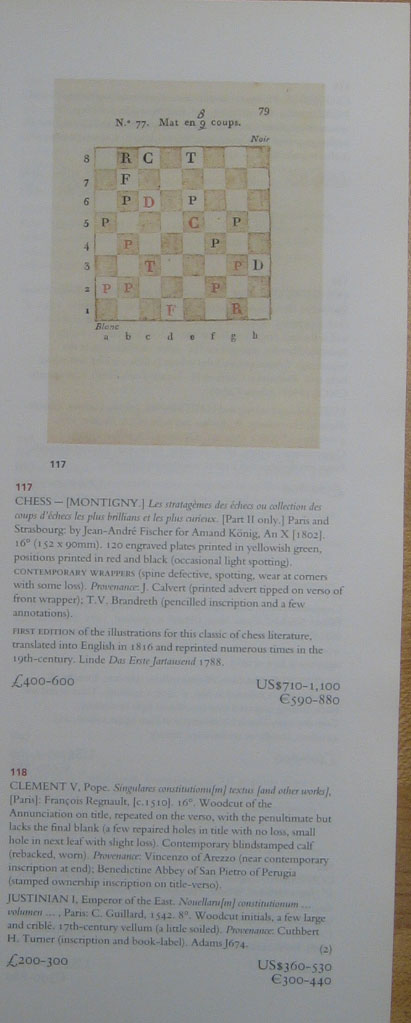 79
8
N.º 77. Mat en 9 coups.
Noir
8 R C T
7 F
6 P D P
5 P C P
4 P P
3 T P D
2 P P P
1 F R
Blanc
a b c d e f g h
117
117
CHESS – [MONTIGNY.] Les stratagèmes des échecs ou collection des
coups d'échecs les plus brillians et les plus curieux. [Part II only.] Paris and
Strasbourg: by Jean-André Fischer for Amand König, An X [1802].
16° (152 x 90mm). 120 engraved plates printed in yellowish green,
positions printed in red and black (occasional light spotting).
CONTEMPORARY WRAPPERS (spine defective, spotting, wear at corners
with some loss). Provenance: J. Calvert (printed advert tipped on verso of
front wrapper); T.V. Brandreth (pencilled inscription and a few
annotations).
FIRST EDITION of the illustrations for this classic of chess literature,
translated into English in 1816 and reprinted numerous times in the
19th-century. Linde Das Erste Jartausend 1788.
£400-600 US$710-1,100
€590-880
118
CLEMENT V, Pope. Singulares constitutionu[m] textus [and other works],
[Paris]: François Regnault, [c.1510]. 16°. Woodcut of the
Annunciation on title, repeated on the verso, with the penultimate but
lacks the final blank (a few repaired holes in title with no loss, small
hole in next leaf with slight loss). Contemporary blindstamped calf
(rebacked, worn). Provenance: Vincenzo of Arezzo (near contemporary
inscription at end); Benedictine Abbey of San Pietro of Perugia
(stamped ownership inscription on title-verso).
JUSTINIAN I, Emperor of the East. Nouellaru[m] constitutionum ...
volumen ... , Paris: C. Guillard, 1542. 8°. Woodcut initials, a few large
and criblé. 17th-century vellum (a little soiled). Provenance: Cuthbert
H. Turner (inscription and book-label). Adams J674.
(2)
£200-300 US$360-530
€300-440